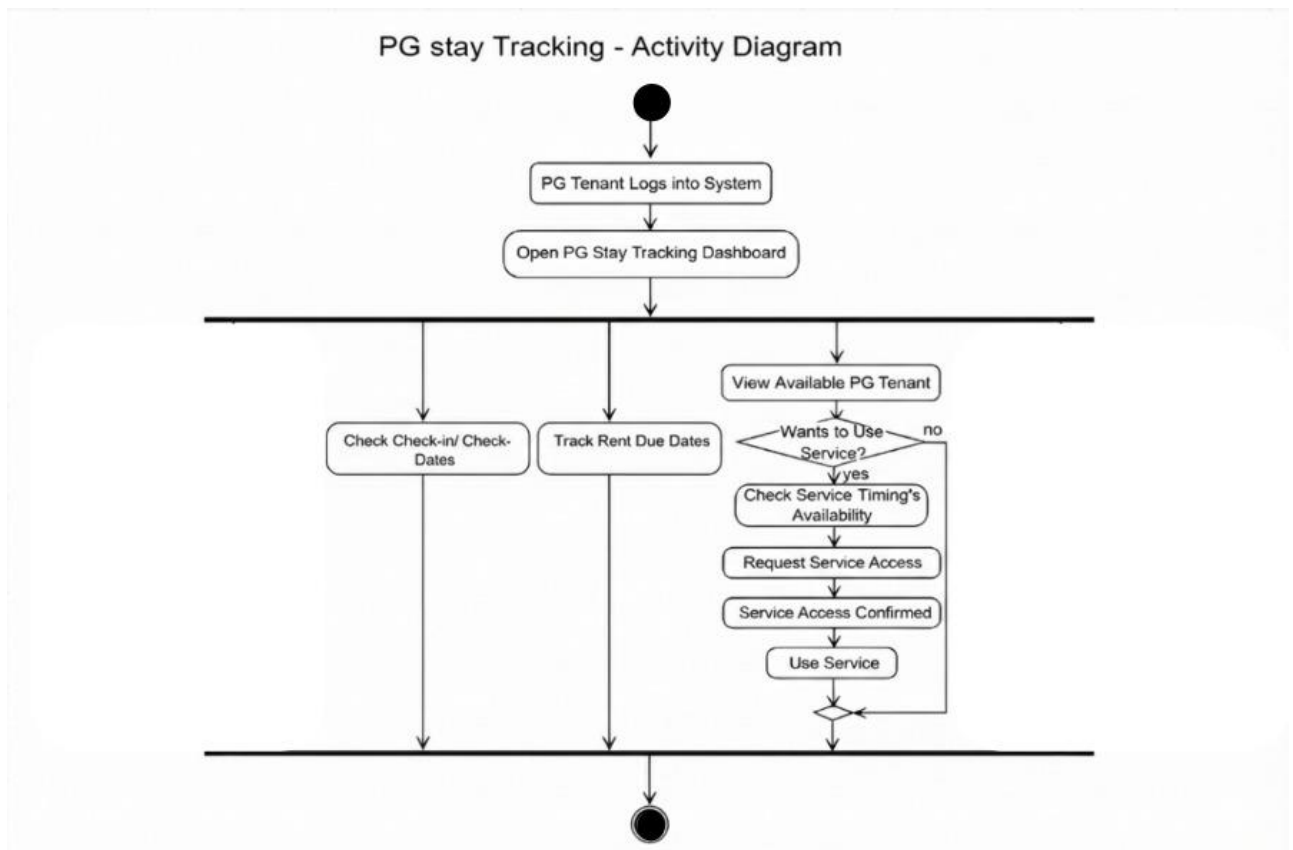 PG stay Tracking - Activity Diagram
PG Tenant Logs into System
Open PG Stay Tracking Dashboard
Check Check-in/ Check-
Dates
Track Rent Due Dates
View Available PG Tenant
Wants to Use
Service?
no
yes
Check Service Timing's
Availability
Request Service Access
Service Access Confirmed
Use Service